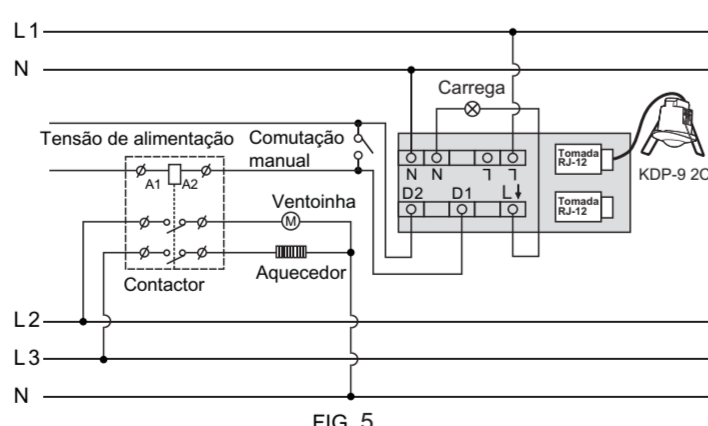 L1
N
Carrega
Tensão de alimentação
Comutação
manual
Tomada
RJ-12
KDP-9 2C
N
N
L
L
A1
A2
D2
D1
L↓
Ventoinha
M
Tomada
RJ-12
Aquecedor
Contactor
L2
L3
N
FIG. 5